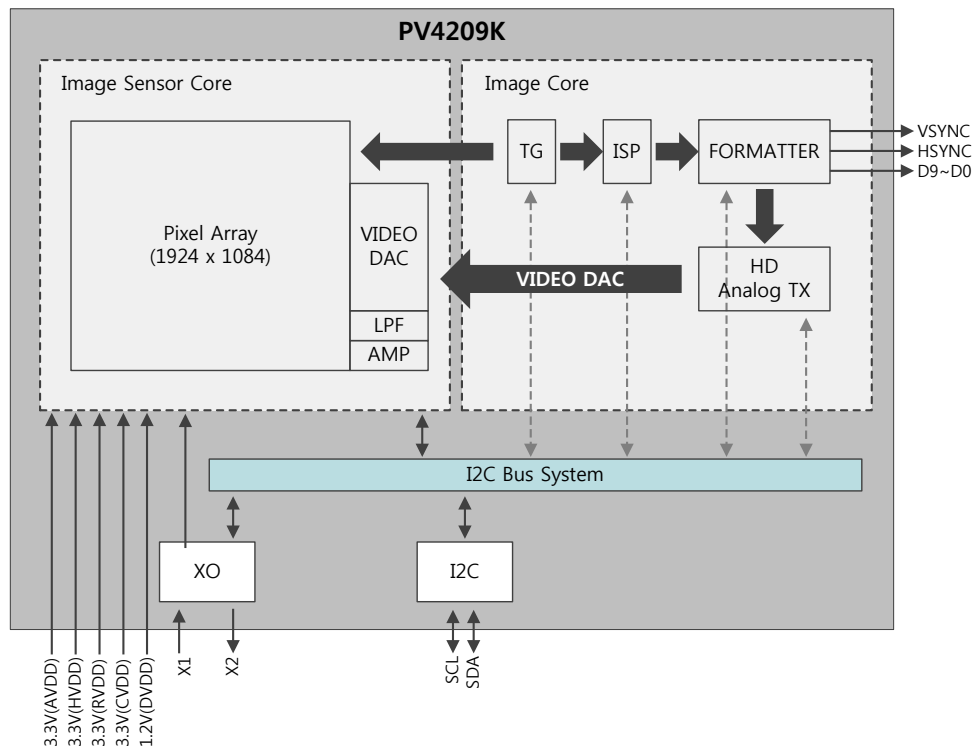 PV4209K
Image Sensor Core
Image Core
TG
ISP
FORMATTER
VSYNC
HSYNC
D9~D0
Pixel Array
(1924 x 1084)
VIDEO
DAC
LPF
AMP
VIDEO DAC
HD
Analog TX
I2C Bus System
XO
I2C
3.3V(AVDD)
3.3V(HVDD)
3.3V(RVDD)
3.3V(CVDD)
1.2V(DVDD)
X1
X2
SCL
SDA